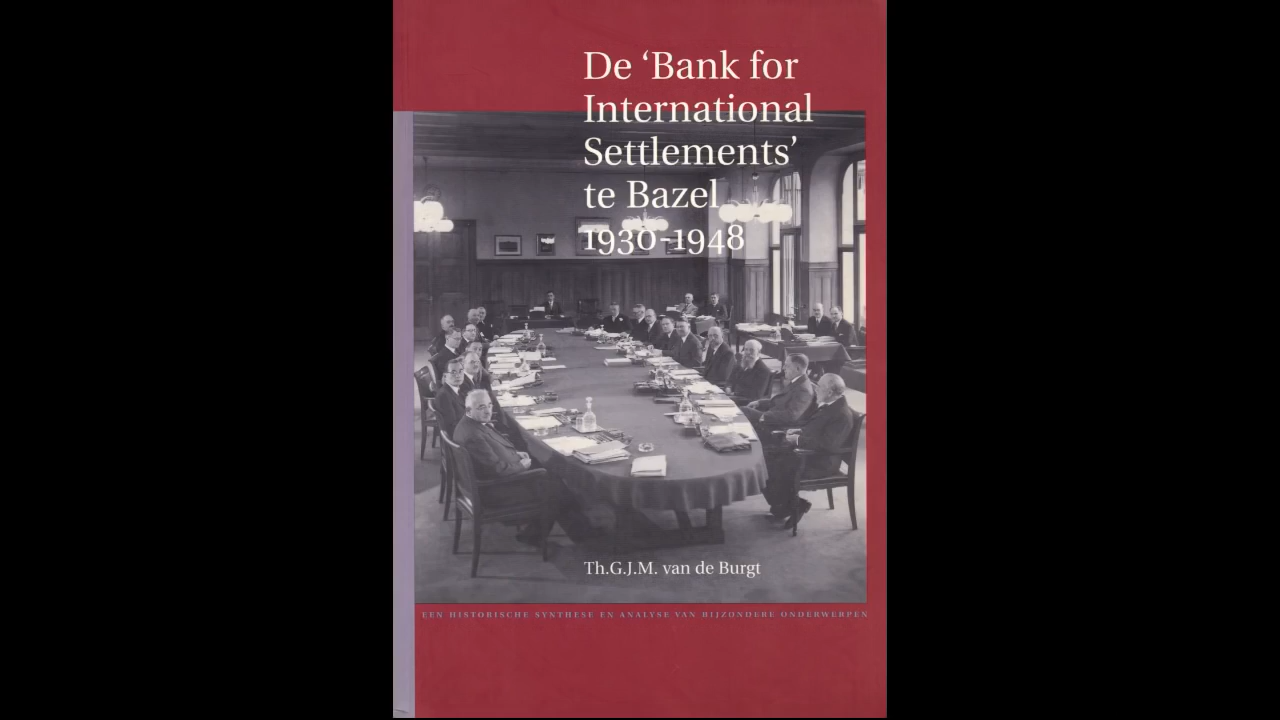 De ‘Bank for
International
Settlements’
te Bazel
1930-1948
Th.G.J.M. van de Burgt
EEN HISTORISCHE SYNTHESE EN ANALYSE VAN BIJZONDERE ONDERWERPEN